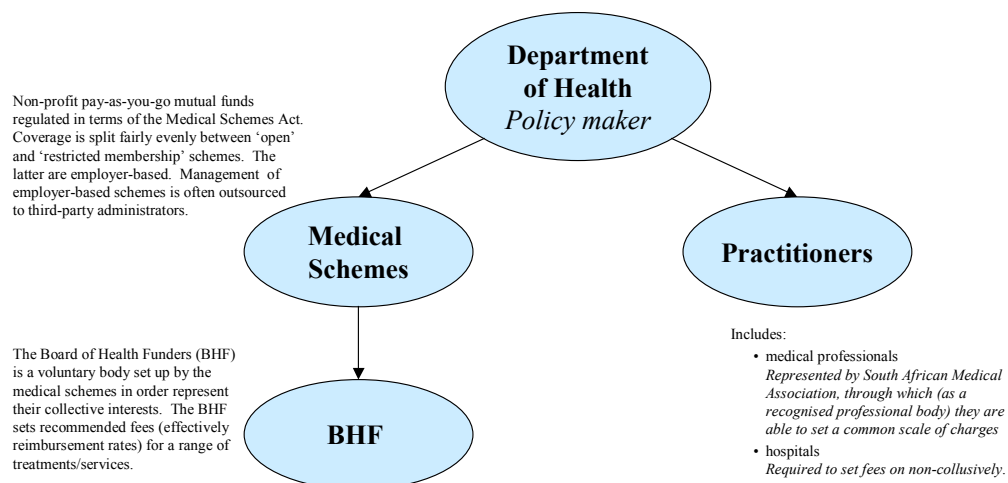 Department
of Health
Policy maker
Non-profit pay-as-you-go mutual funds
regulated in terms of the Medical Schemes Act.
Coverage is split fairly evenly between ‘open’
and ‘restricted membership’ schemes.  The
latter are employer-based.  Management  of
employer-based schemes is often outsourced
to third-party administrators.
Medical
Schemes
Practitioners
The Board of Health Funders (BHF)
is a voluntary body set up by the
medical schemes in order represent
their collective interests.  The BHF
sets recommended fees (effectively
reimbursement rates) for a range of
treatments/services.
BHF
Includes:
• medical professionals
Represented by South African Medical
Association, through which (as a
recognised professional body) they are
able to set a common scale of charges
• hospitals
Required to set fees on non-collusively.